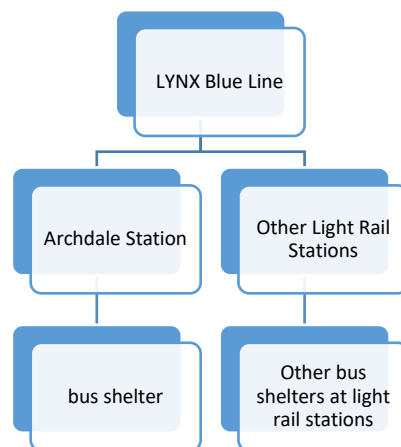 LYNX Blue Line
Archdale Station
Other Light Rail
Stations
bus shelter
Other bus
shelters at light
rail stations